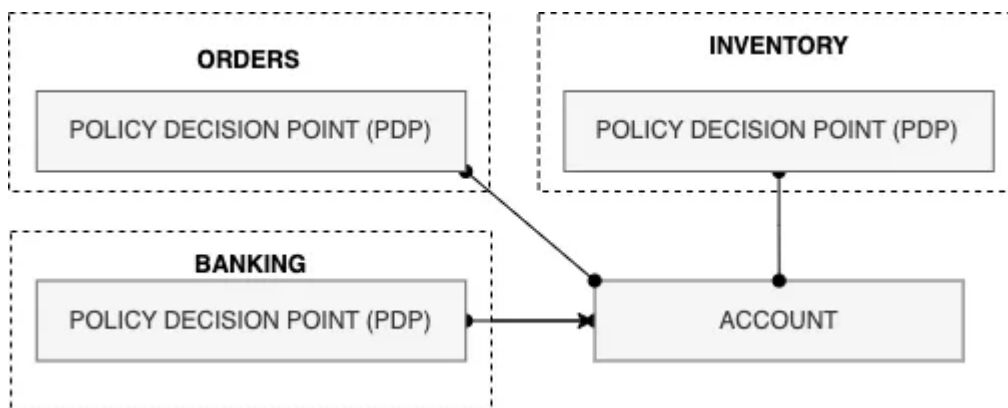 ORDERS
POLICY DECISION POINT (PDP)
INVENTORY
POLICY DECISION POINT (PDP)
BANKING
POLICY DECISION POINT (PDP)
ACCOUNT